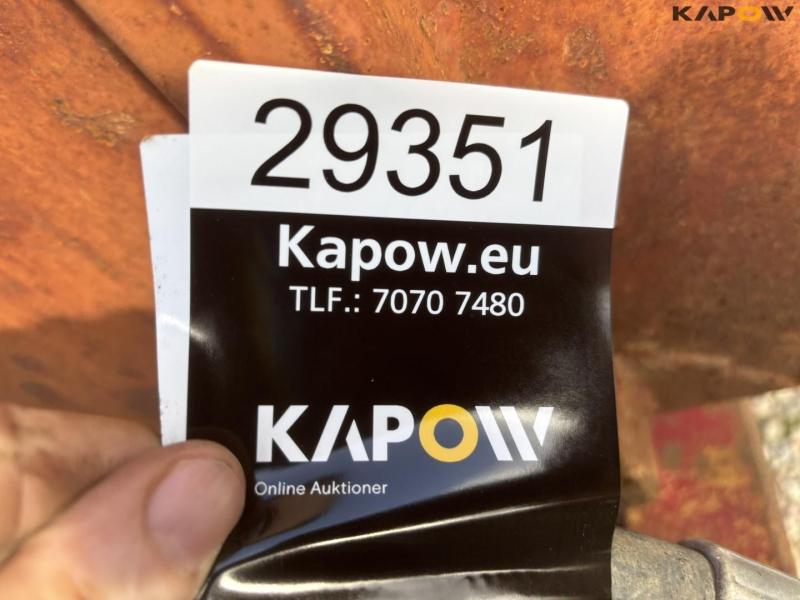 KAPOW
29351
Kapow.eu
TLF.: 7070 7480
KAPOW
Online Auktioner